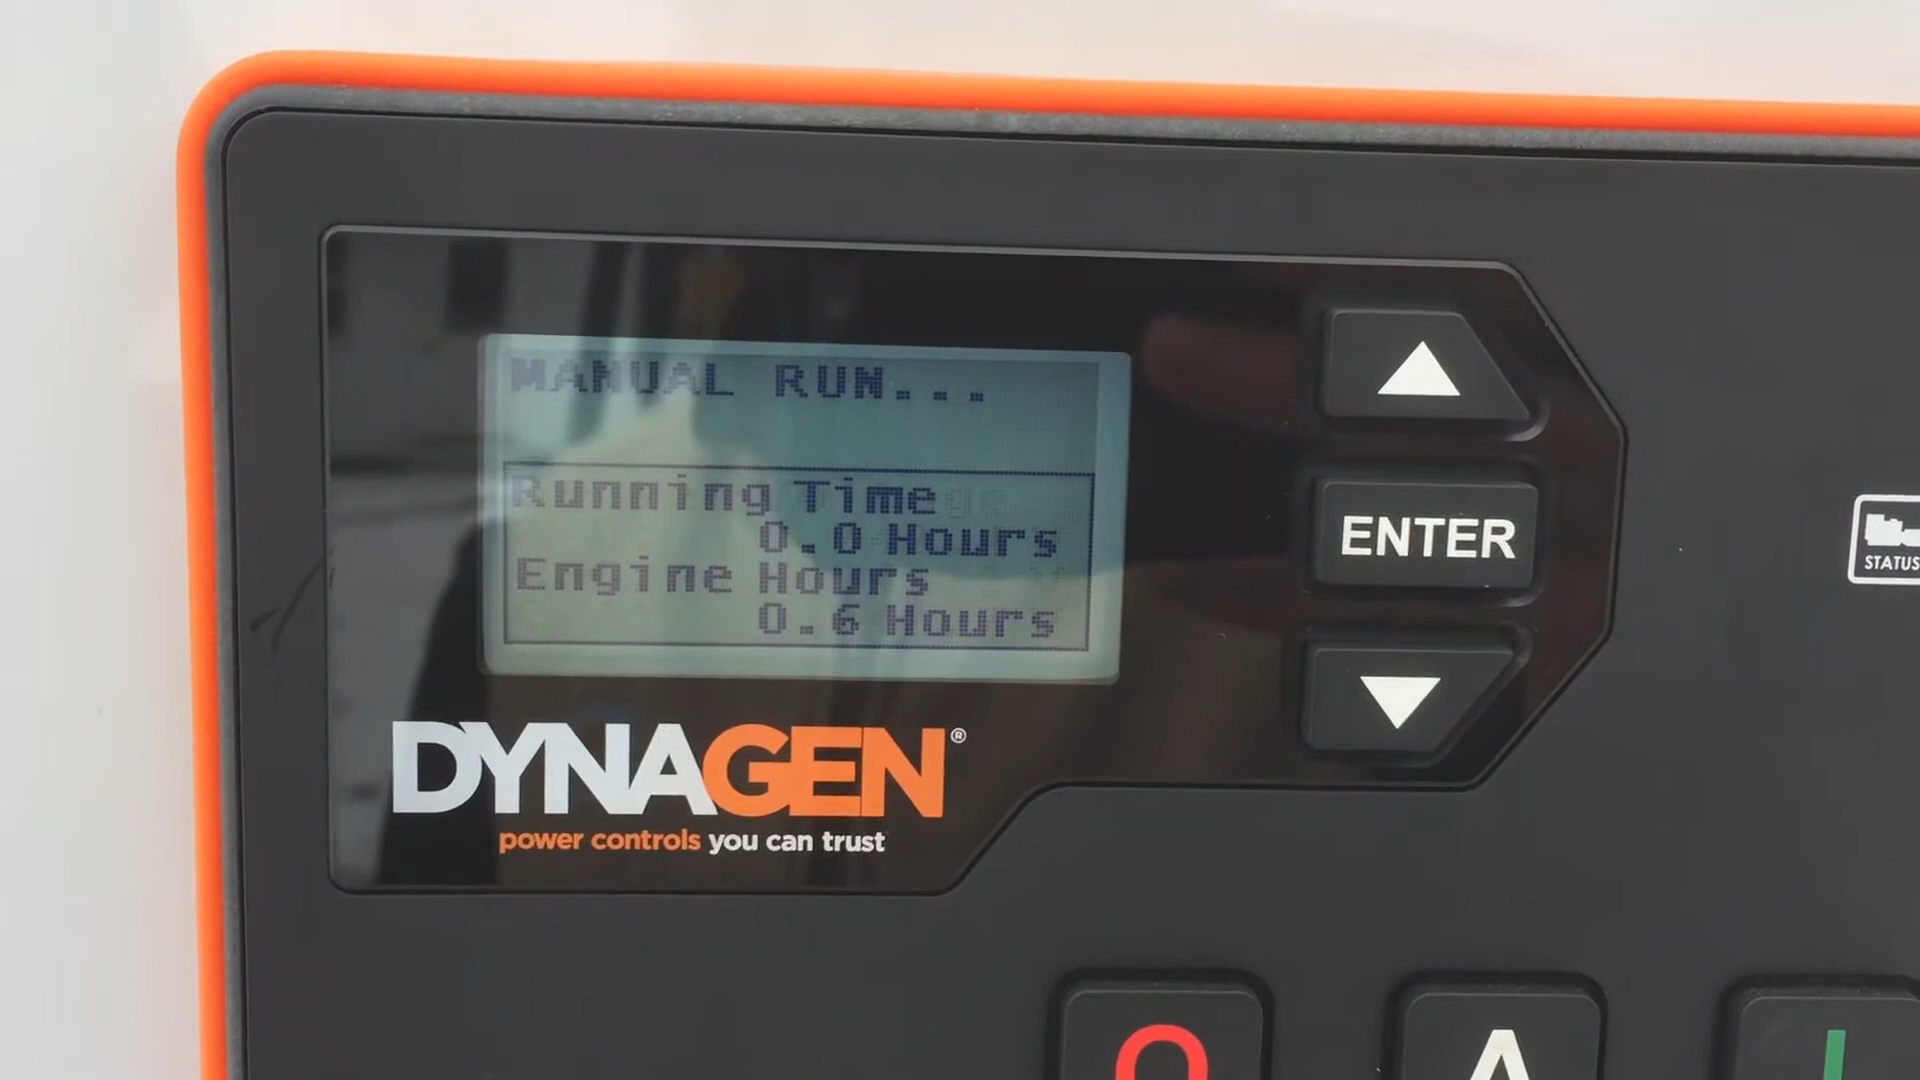 MANUAL RUN...
Running Time
0.0 Hours
Engine Hours
0.6 Hours
ENTER
STATUS
DYNAGEN®
power controls you can trust
O
A
I